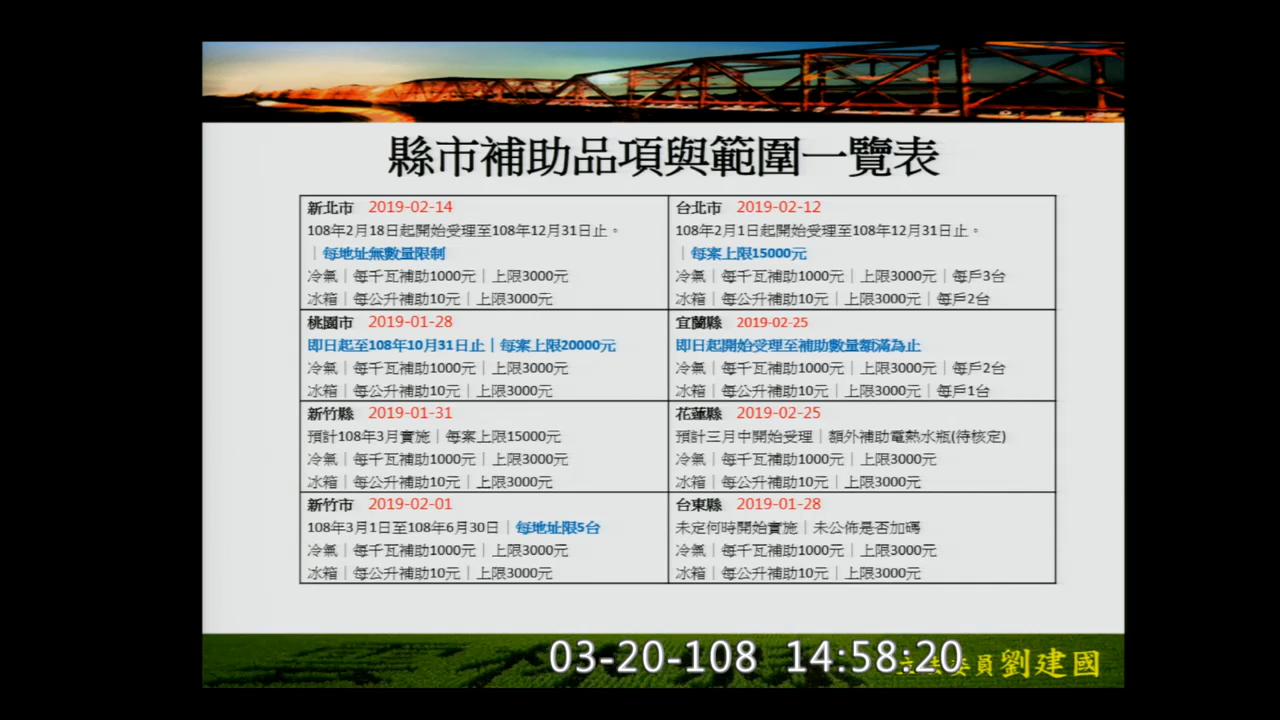 縣市補助品項與範圍一覽表
新北市 2019-02-14
108年2月18日起開始受理至108年12月31日止。
｜每地址無數量限制
冷氣｜每千瓦補助1000元｜上限3000元
冰箱｜每公升補助10元｜上限3000元
台北市 2019-02-12
108年2月1日起開始受理至108年12月31日止。
｜每案上限15000元
冷氣｜每千瓦補助1000元｜上限3000元｜每戶3台
冰箱｜每公升補助10元｜上限3000元｜每戶2台
桃園市 2019-01-28
即日起至108年10月31日止｜每案上限20000元
冷氣｜每千瓦補助1000元｜上限3000元
冰箱｜每公升補助10元｜上限3000元
宜蘭縣 2019-02-25
即日起開始受理至補助數量額滿為止
冷氣｜每千瓦補助1000元｜上限3000元｜每戶2台
冰箱｜每公升補助10元｜上限3000元｜每戶1台
新竹縣 2019-01-31
預計108年3月實施｜每案上限15000元
冷氣｜每千瓦補助1000元｜上限3000元
冰箱｜每公升補助10元｜上限3000元
花蓮縣 2019-02-25
預計三月中開始受理｜額外補助電熱水瓶(待核定)
冷氣｜每千瓦補助1000元｜上限3000元
冰箱｜每公升補助10元｜上限3000元
新竹市 2019-02-01
108年3月1日至108年6月30日｜每地址限5台
冷氣｜每千瓦補助1000元｜上限3000元
冰箱｜每公升補助10元｜上限3000元
台東縣 2019-01-28
未定何時開始實施｜未公佈是否加碼
冷氣｜每千瓦補助1000元｜上限3000元
冰箱｜每公升補助10元｜上限3000元
03-20-108 14:58:20
立法委員劉建國